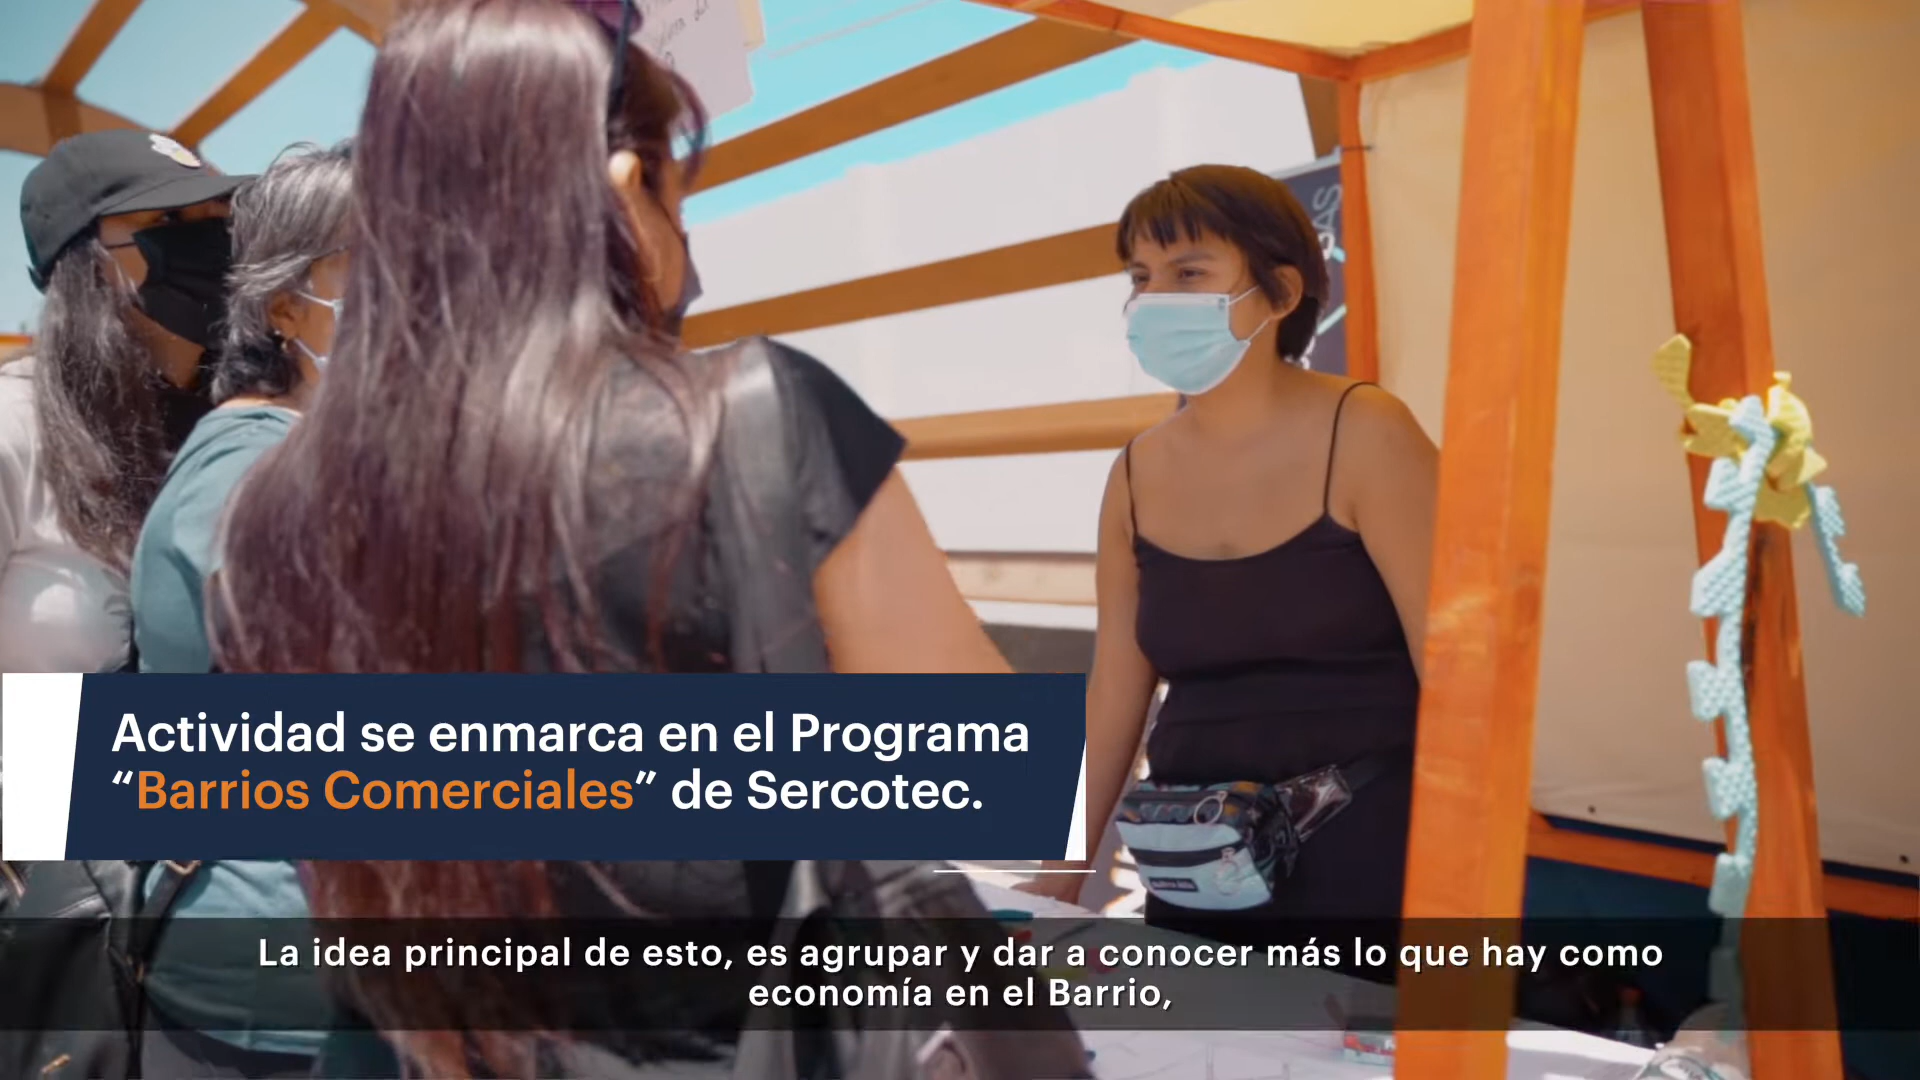 Actividad se enmarca en el Programa
“Barrios Comerciales” de Sercotec.
La idea principal de esto, es agrupar y dar a conocer más lo que hay como
economía en el Barrio,